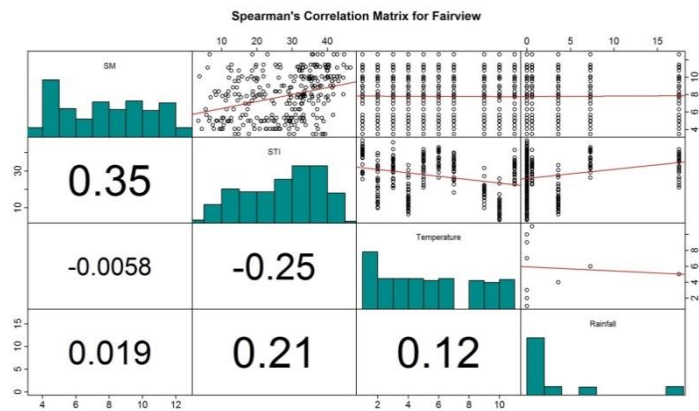 Spearman's Correlation Matrix for Fairview
10 20 30 40
0 5 10 15
SM
4 6 8 10
STI
10 30
0.35
Temperature
-0.0058
-0.25
2 4 6 8
Rainfall
0.019
0.21
0.12
0 5 10 15
4 6 8 10 12
2 4 6 8 10